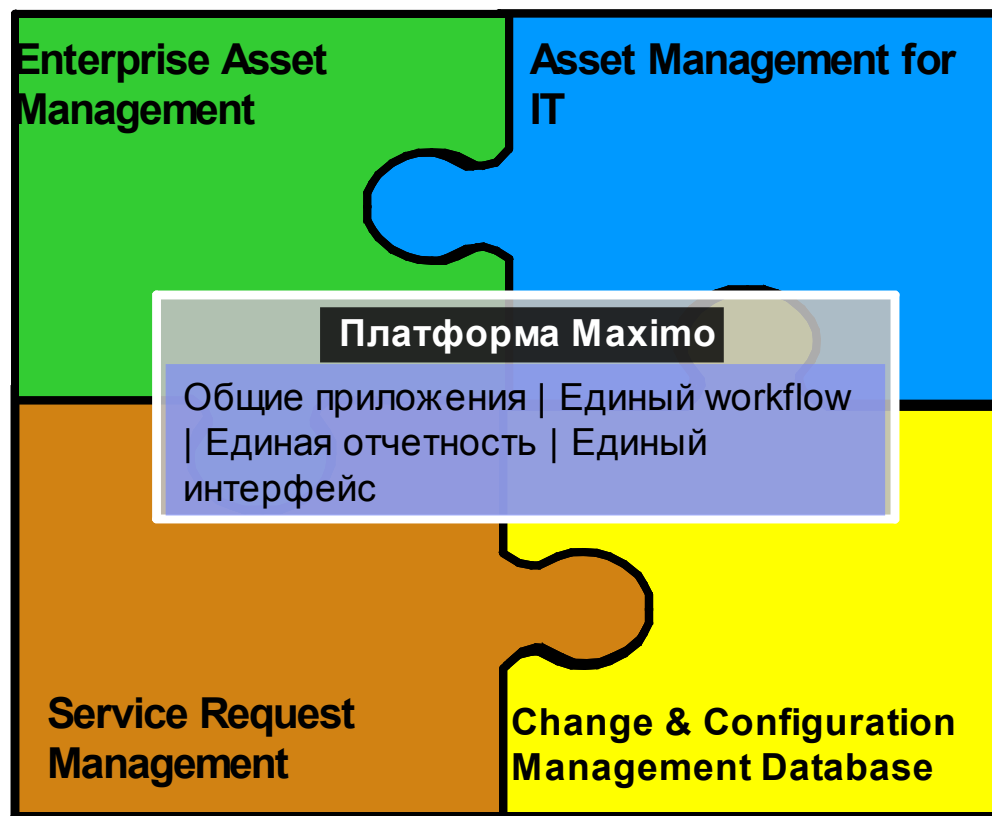 Enterprise Asset
Management
Asset Management for
IT
Платформа Maximo
Общие приложения | Единый workflow
| Единая отчетность | Единый
интерфейс
Service Request
Management
Change & Configuration
Management Database